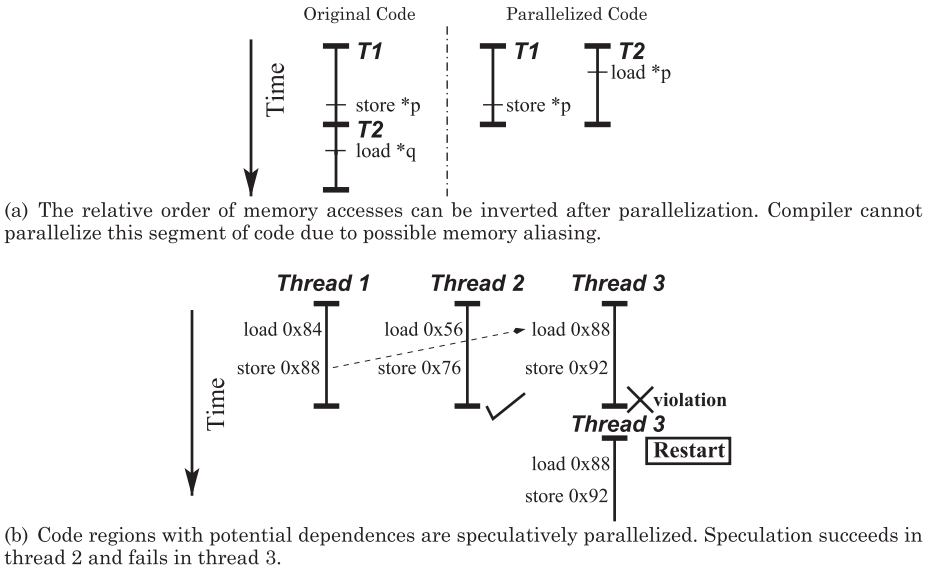 Original Code
Parallelized Code
Time
T1
store *p
T2
load *q
T1
store *p
T2
load *p
(a) The relative order of memory accesses can be inverted after parallelization. Compiler cannot
parallelize this segment of code due to possible memory aliasing.
Thread 1
Thread 2
Thread 3
Time
load 0x84
store 0x88
load 0x56
store 0x76
load 0x88
store 0x92
violation
Thread 3
Restart
load 0x88
store 0x92
(b) Code regions with potential dependences are speculatively parallelized. Speculation succeeds in
thread 2 and fails in thread 3.